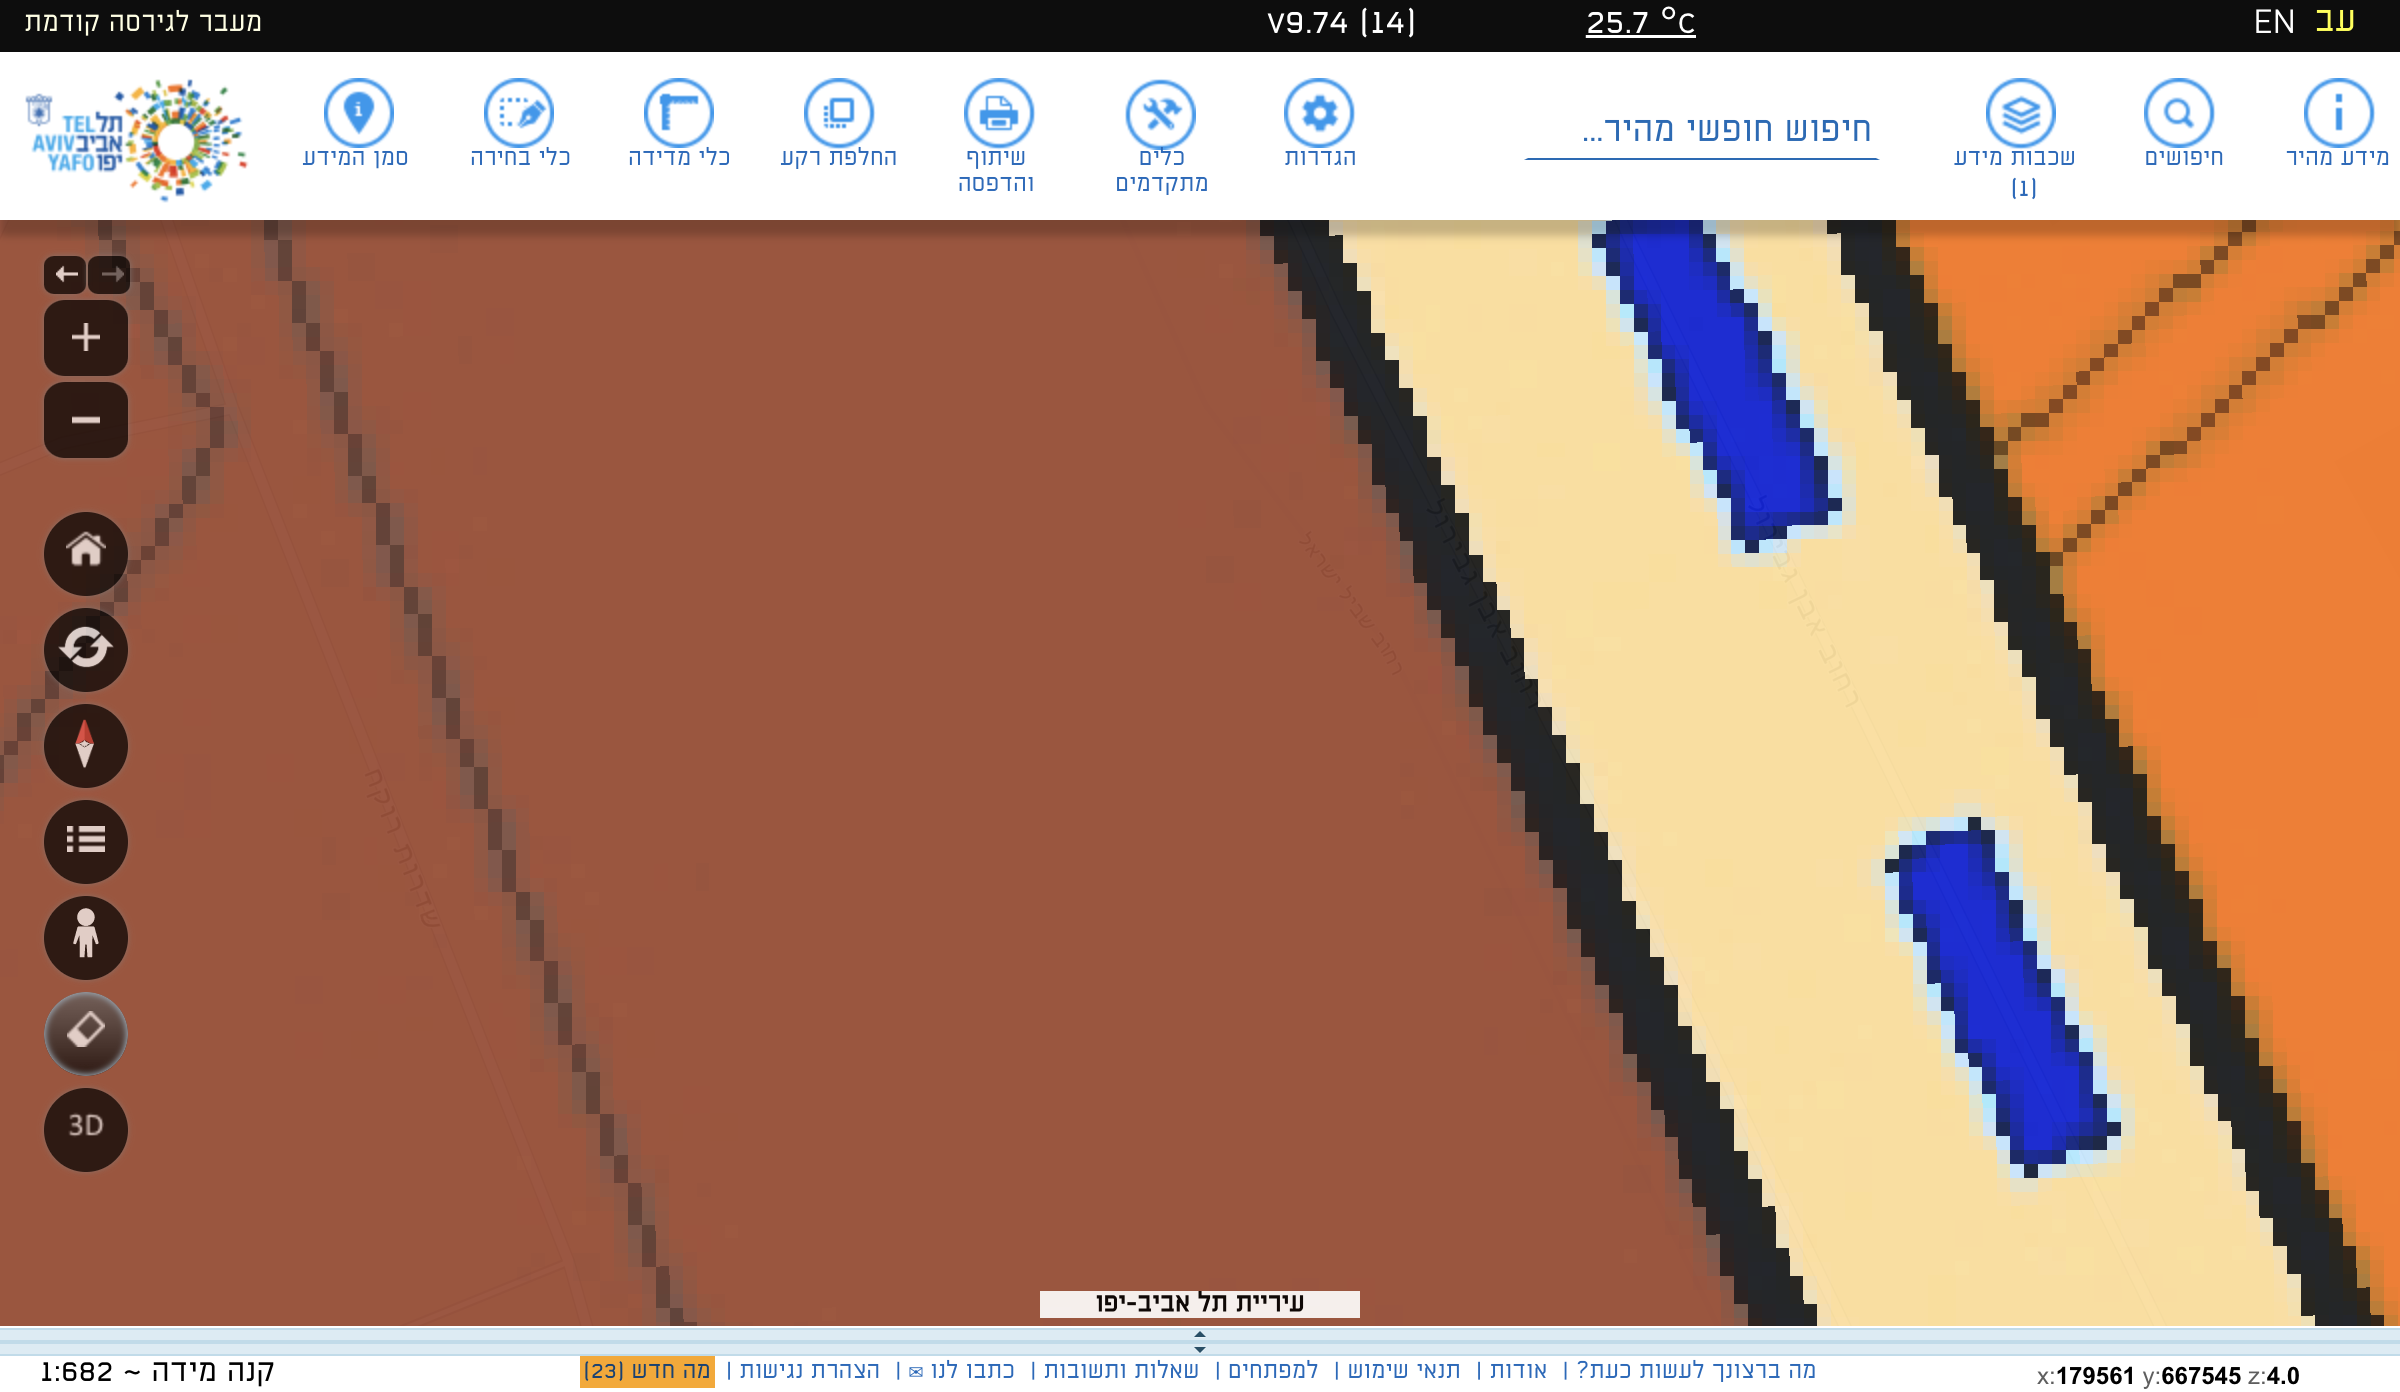 עב EN
25.7 °C
V9.74 (14)
מעבר לגירסה קודמת
מידע מהיר
חיפושים
שכבות מידע
(1)
חיפוש חופשי מהיר...
הגדרות
כלים
מתקדמים
שיתוף
והדפסה
החלפת רקע
כלי מדידה
כלי בחירה
סמן המידע
תל TEL
אביב AVIV
יפו YAFO
רחוב אבן גבירול
רחוב אבן גבירול
רחוב שביל ישראל
שדרות רוקח
3D
עיריית תל אביב-יפו
x:179561 y:667545 z:4.0
מה ברצונך לעשות כעת? | אודות | תנאי שימוש | למפתחים | שאלות ותשובות | כתבו לנו ✉ | הצהרת נגישות | מה חדש (23)
קנה מידה ~ 1:682